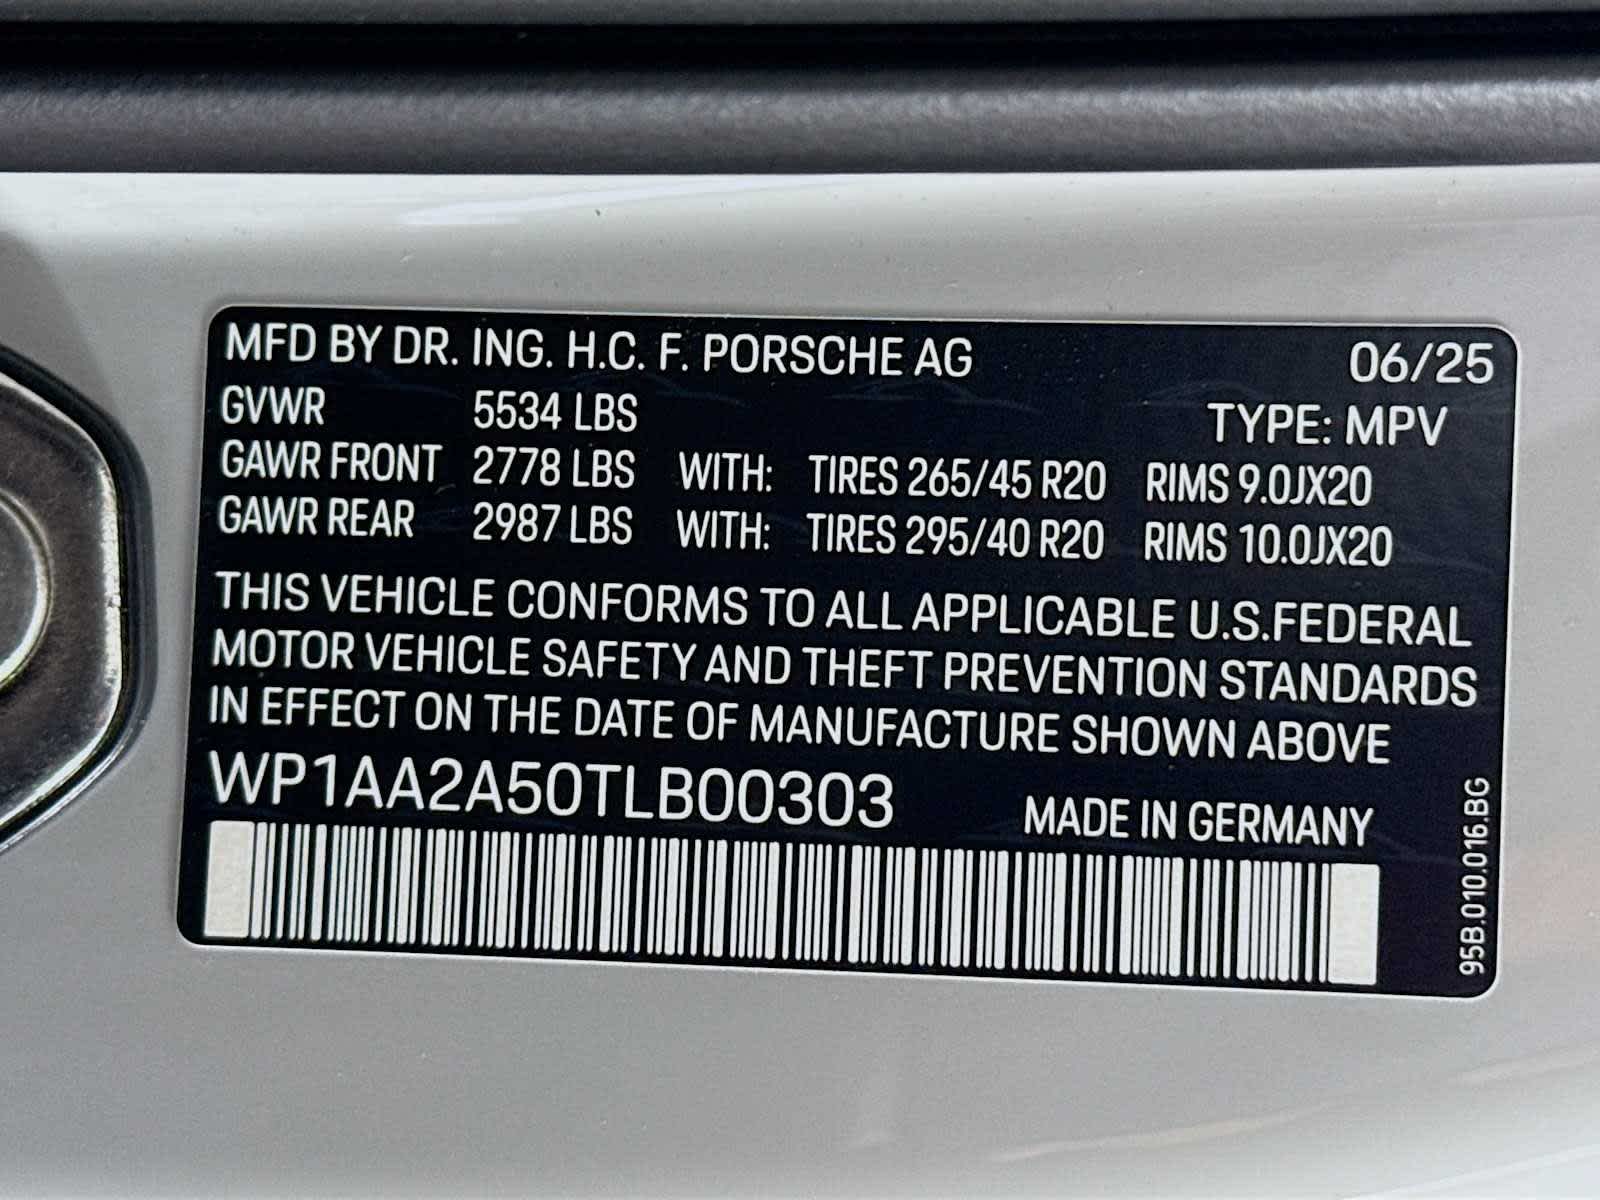 MFD BY DR. ING. H.C. F. PORSCHE AG 06/25
GVWR 5534 LBS TYPE: MPV
GAWR FRONT 2778 LBS WITH: TIRES 265/45 R20 RIMS 9.0JX20
GAWR REAR 2987 LBS WITH: TIRES 295/40 R20 RIMS 10.0JX20
THIS VEHICLE CONFORMS TO ALL APPLICABLE U.S.FEDERAL
MOTOR VEHICLE SAFETY AND THEFT PREVENTION STANDARDS
IN EFFECT ON THE DATE OF MANUFACTURE SHOWN ABOVE
WP1AA2A50TLB00303 MADE IN GERMANY
95B.010.016.BG